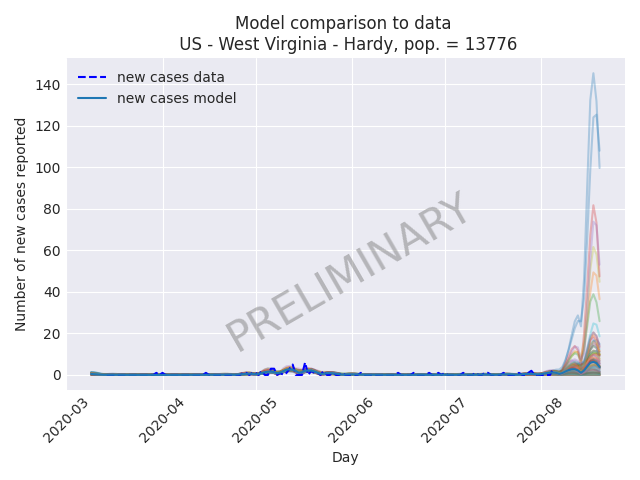 Model comparison to data
US - West Virginia - Hardy, pop. = 13776
new cases data
new cases model
Number of new cases reported
140
120
100
80
60
40
20
0
PRELIMINARY
2020-03
2020-04
2020-05
2020-06
2020-07
2020-08
Day